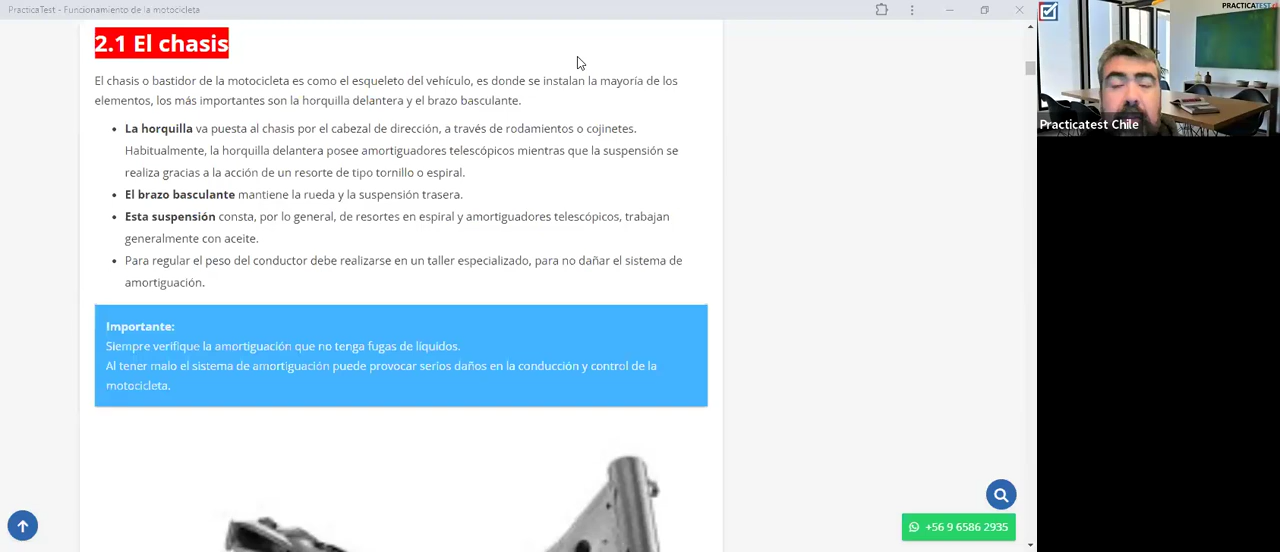 PracticaTest - Funcionamiento de la motocicleta
2.1 El chasis
El chasis o bastidor de la motocicleta es como el esqueleto del vehículo, es donde se instalan la mayoría de los
elementos, los más importantes son la horquilla delantera y el brazo basculante.
La horquilla va puesta al chasis por el cabezal de dirección, a través de rodamientos o cojinetes.
Habitualmente, la horquilla delantera posee amortiguadores telescópicos mientras que la suspensión se
realiza gracias a la acción de un resorte de tipo tornillo o espiral.
El brazo basculante mantiene la rueda y la suspensión trasera.
Esta suspensión consta, por lo general, de resortes en espiral y amortiguadores telescópicos, trabajan
generalmente con aceite.
Para regular el peso del conductor debe realizarse en un taller especializado, para no dañar el sistema de
amortiguación.
Importante:
Siempre verifique la amortiguación que no tenga fugas de líquidos.
Al tener malo el sistema de amortiguación puede provocar serios daños en la conducción y control de la
motocicleta.
+56 9 6586 2935
PRACTICATEST
Practicatest Chile